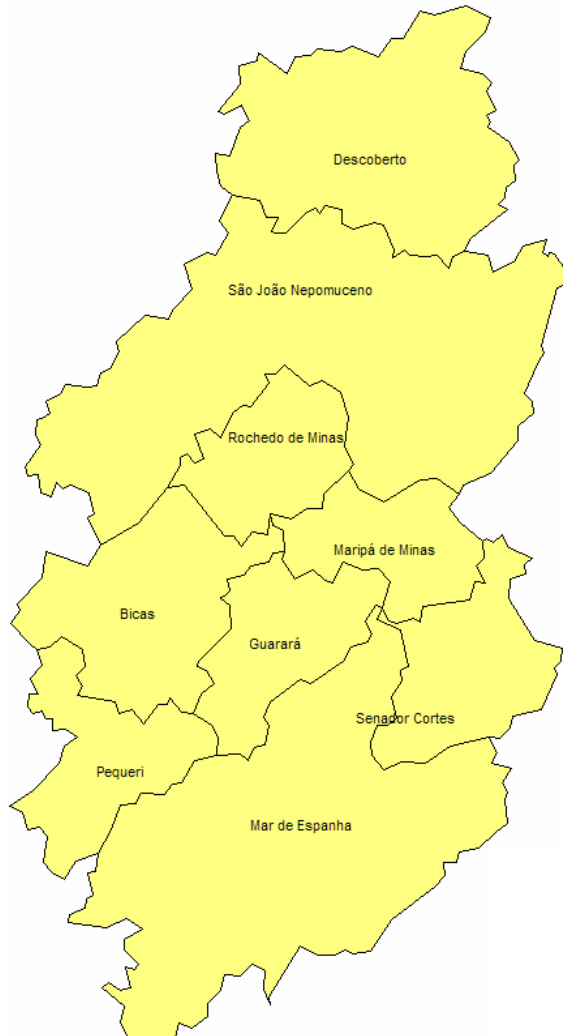 Descoberto
São João Nepomuceno
Rochedo de Minas
Maripá de Minas
Bicas
Guarará
Senador Cortes
Pequeri
Mar de Espanha